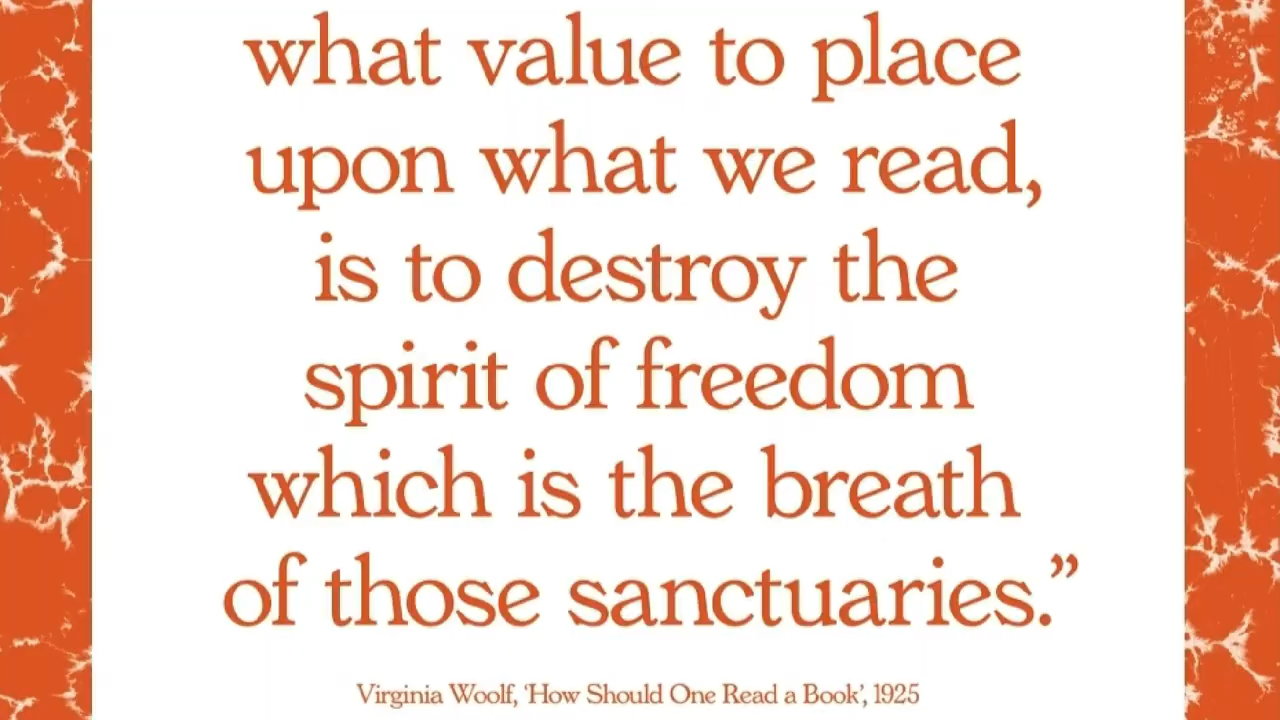 what value to place
upon what we read,
is to destroy the
spirit of freedom
which is the breath
of those sanctuaries.”
Virginia Woolf, ‘How Should One Read a Book’, 1925